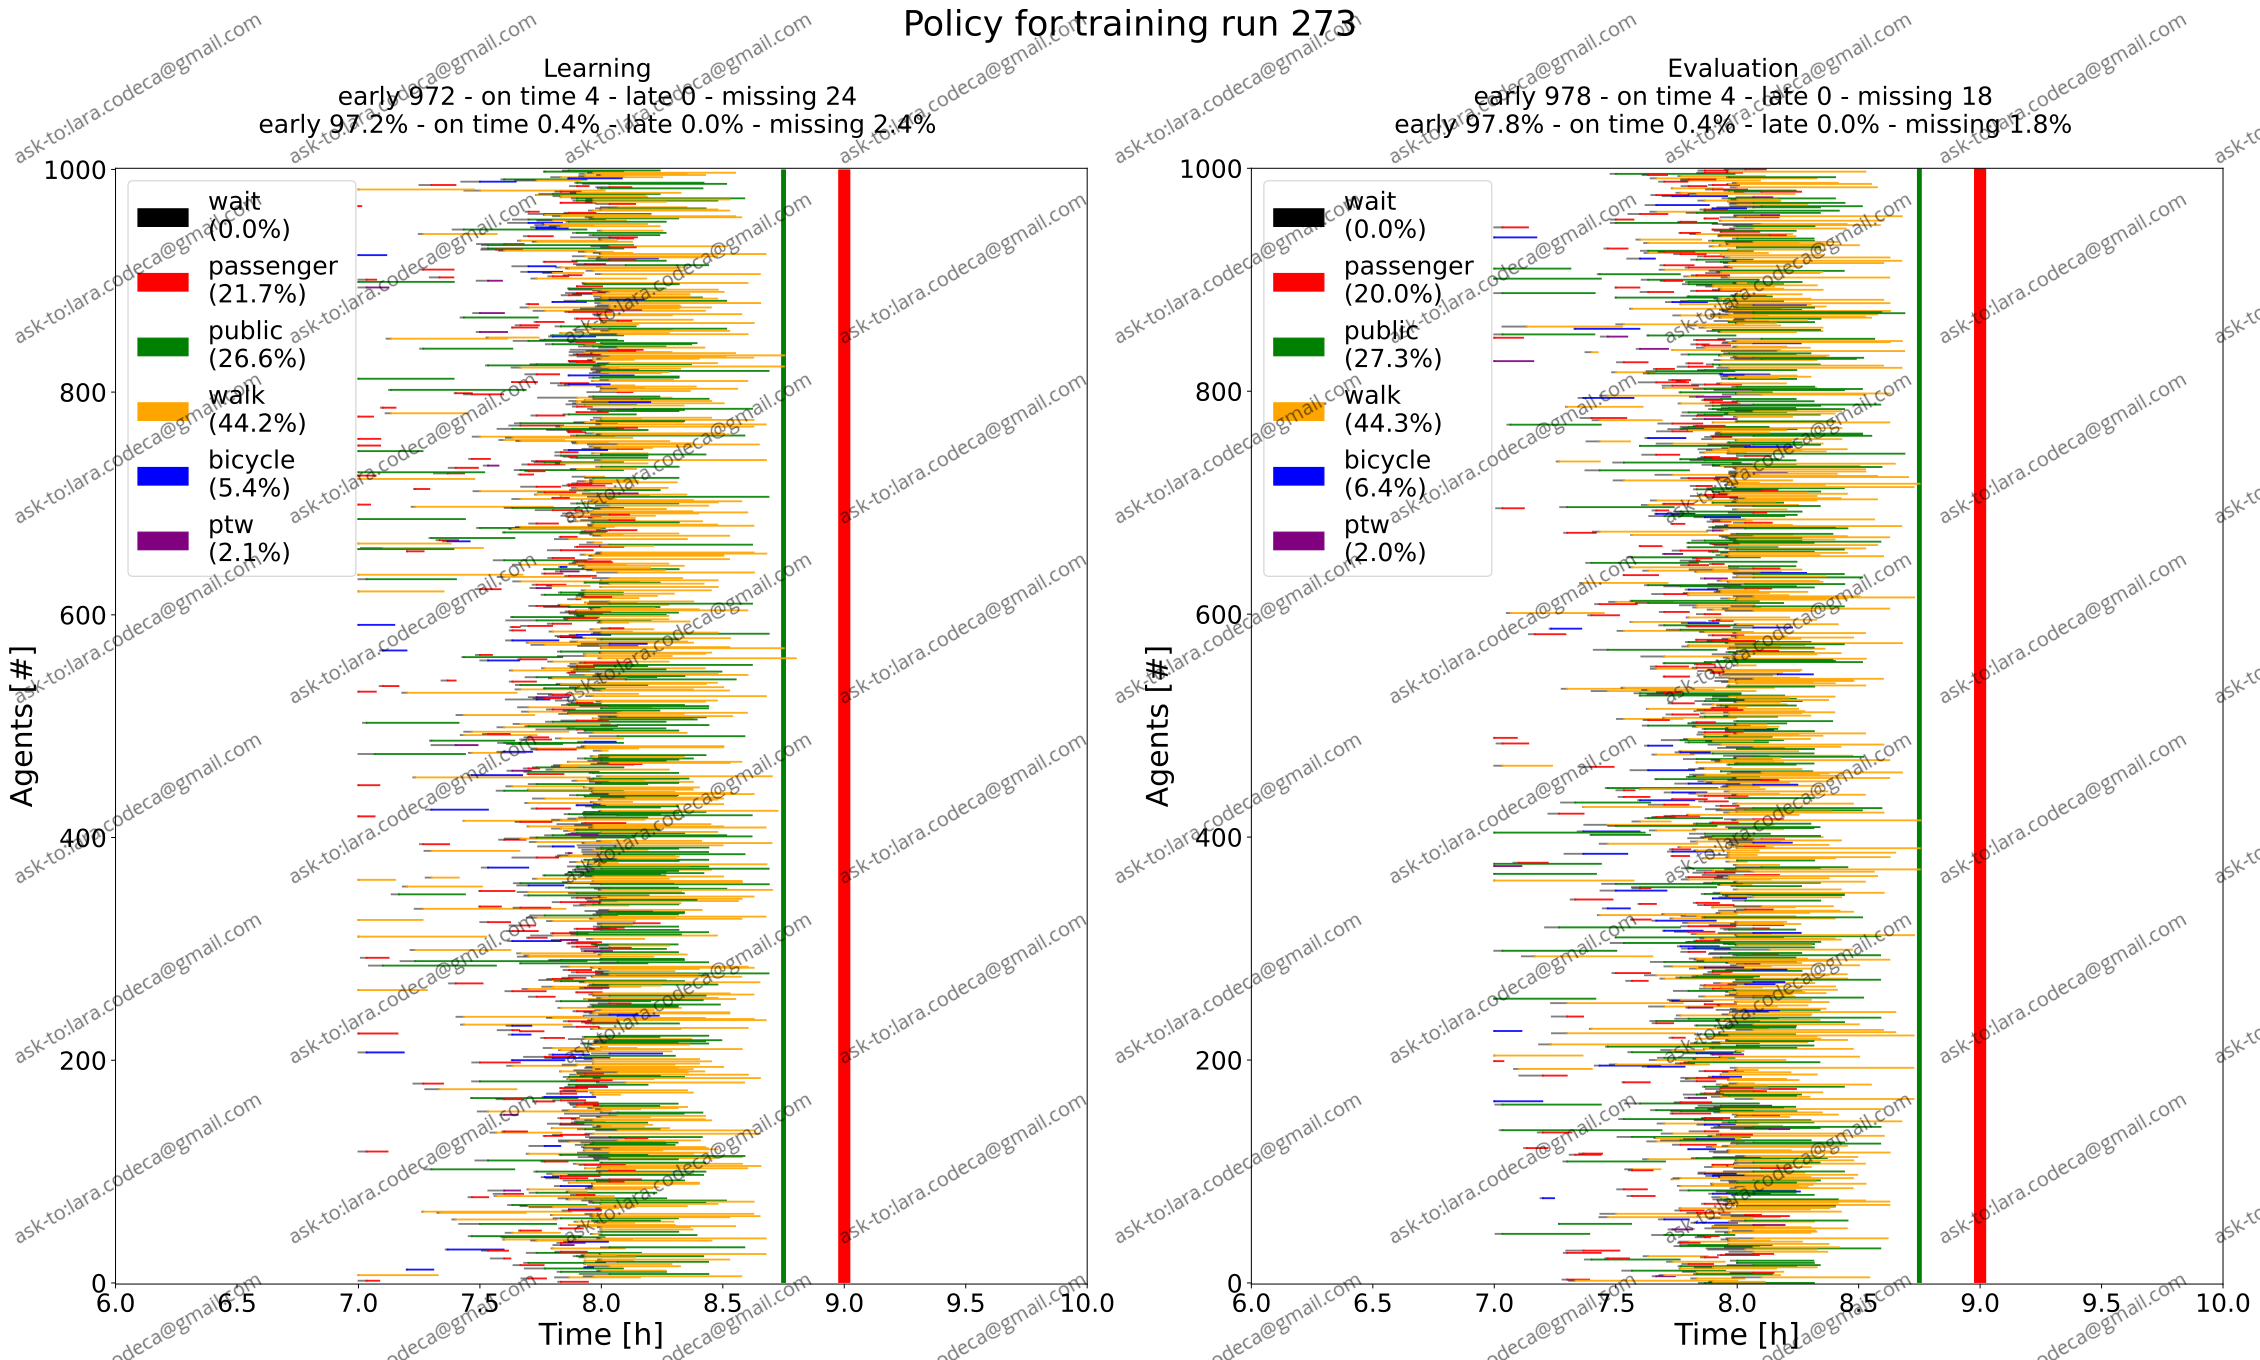 Policy for training run 273
Learning
early 972 - on time 4 - late 0 - missing 24
early 97.2% - on time 0.4% - late 0.0% - missing 2.4%
Agents [#]
1000
800
600
400
200
0
wait
(0.0%)
passenger
(21.7%)
public
(26.6%)
walk
(44.2%)
bicycle
(5.4%)
ptw
(2.1%)
6.0 6.5 7.0 7.5 8.0 8.5 9.0 9.5 10.0
Time [h]
Evaluation
early 978 - on time 4 - late 0 - missing 18
early 97.8% - on time 0.4% - late 0.0% - missing 1.8%
Agents [#]
1000
800
600
400
200
0
wait
(0.0%)
passenger
(20.0%)
public
(27.3%)
walk
(44.3%)
bicycle
(6.4%)
ptw
(2.0%)
6.0 6.5 7.0 7.5 8.0 8.5 9.0 9.5 10.0
Time [h]
ask-to:lara.codeca@gmail.com